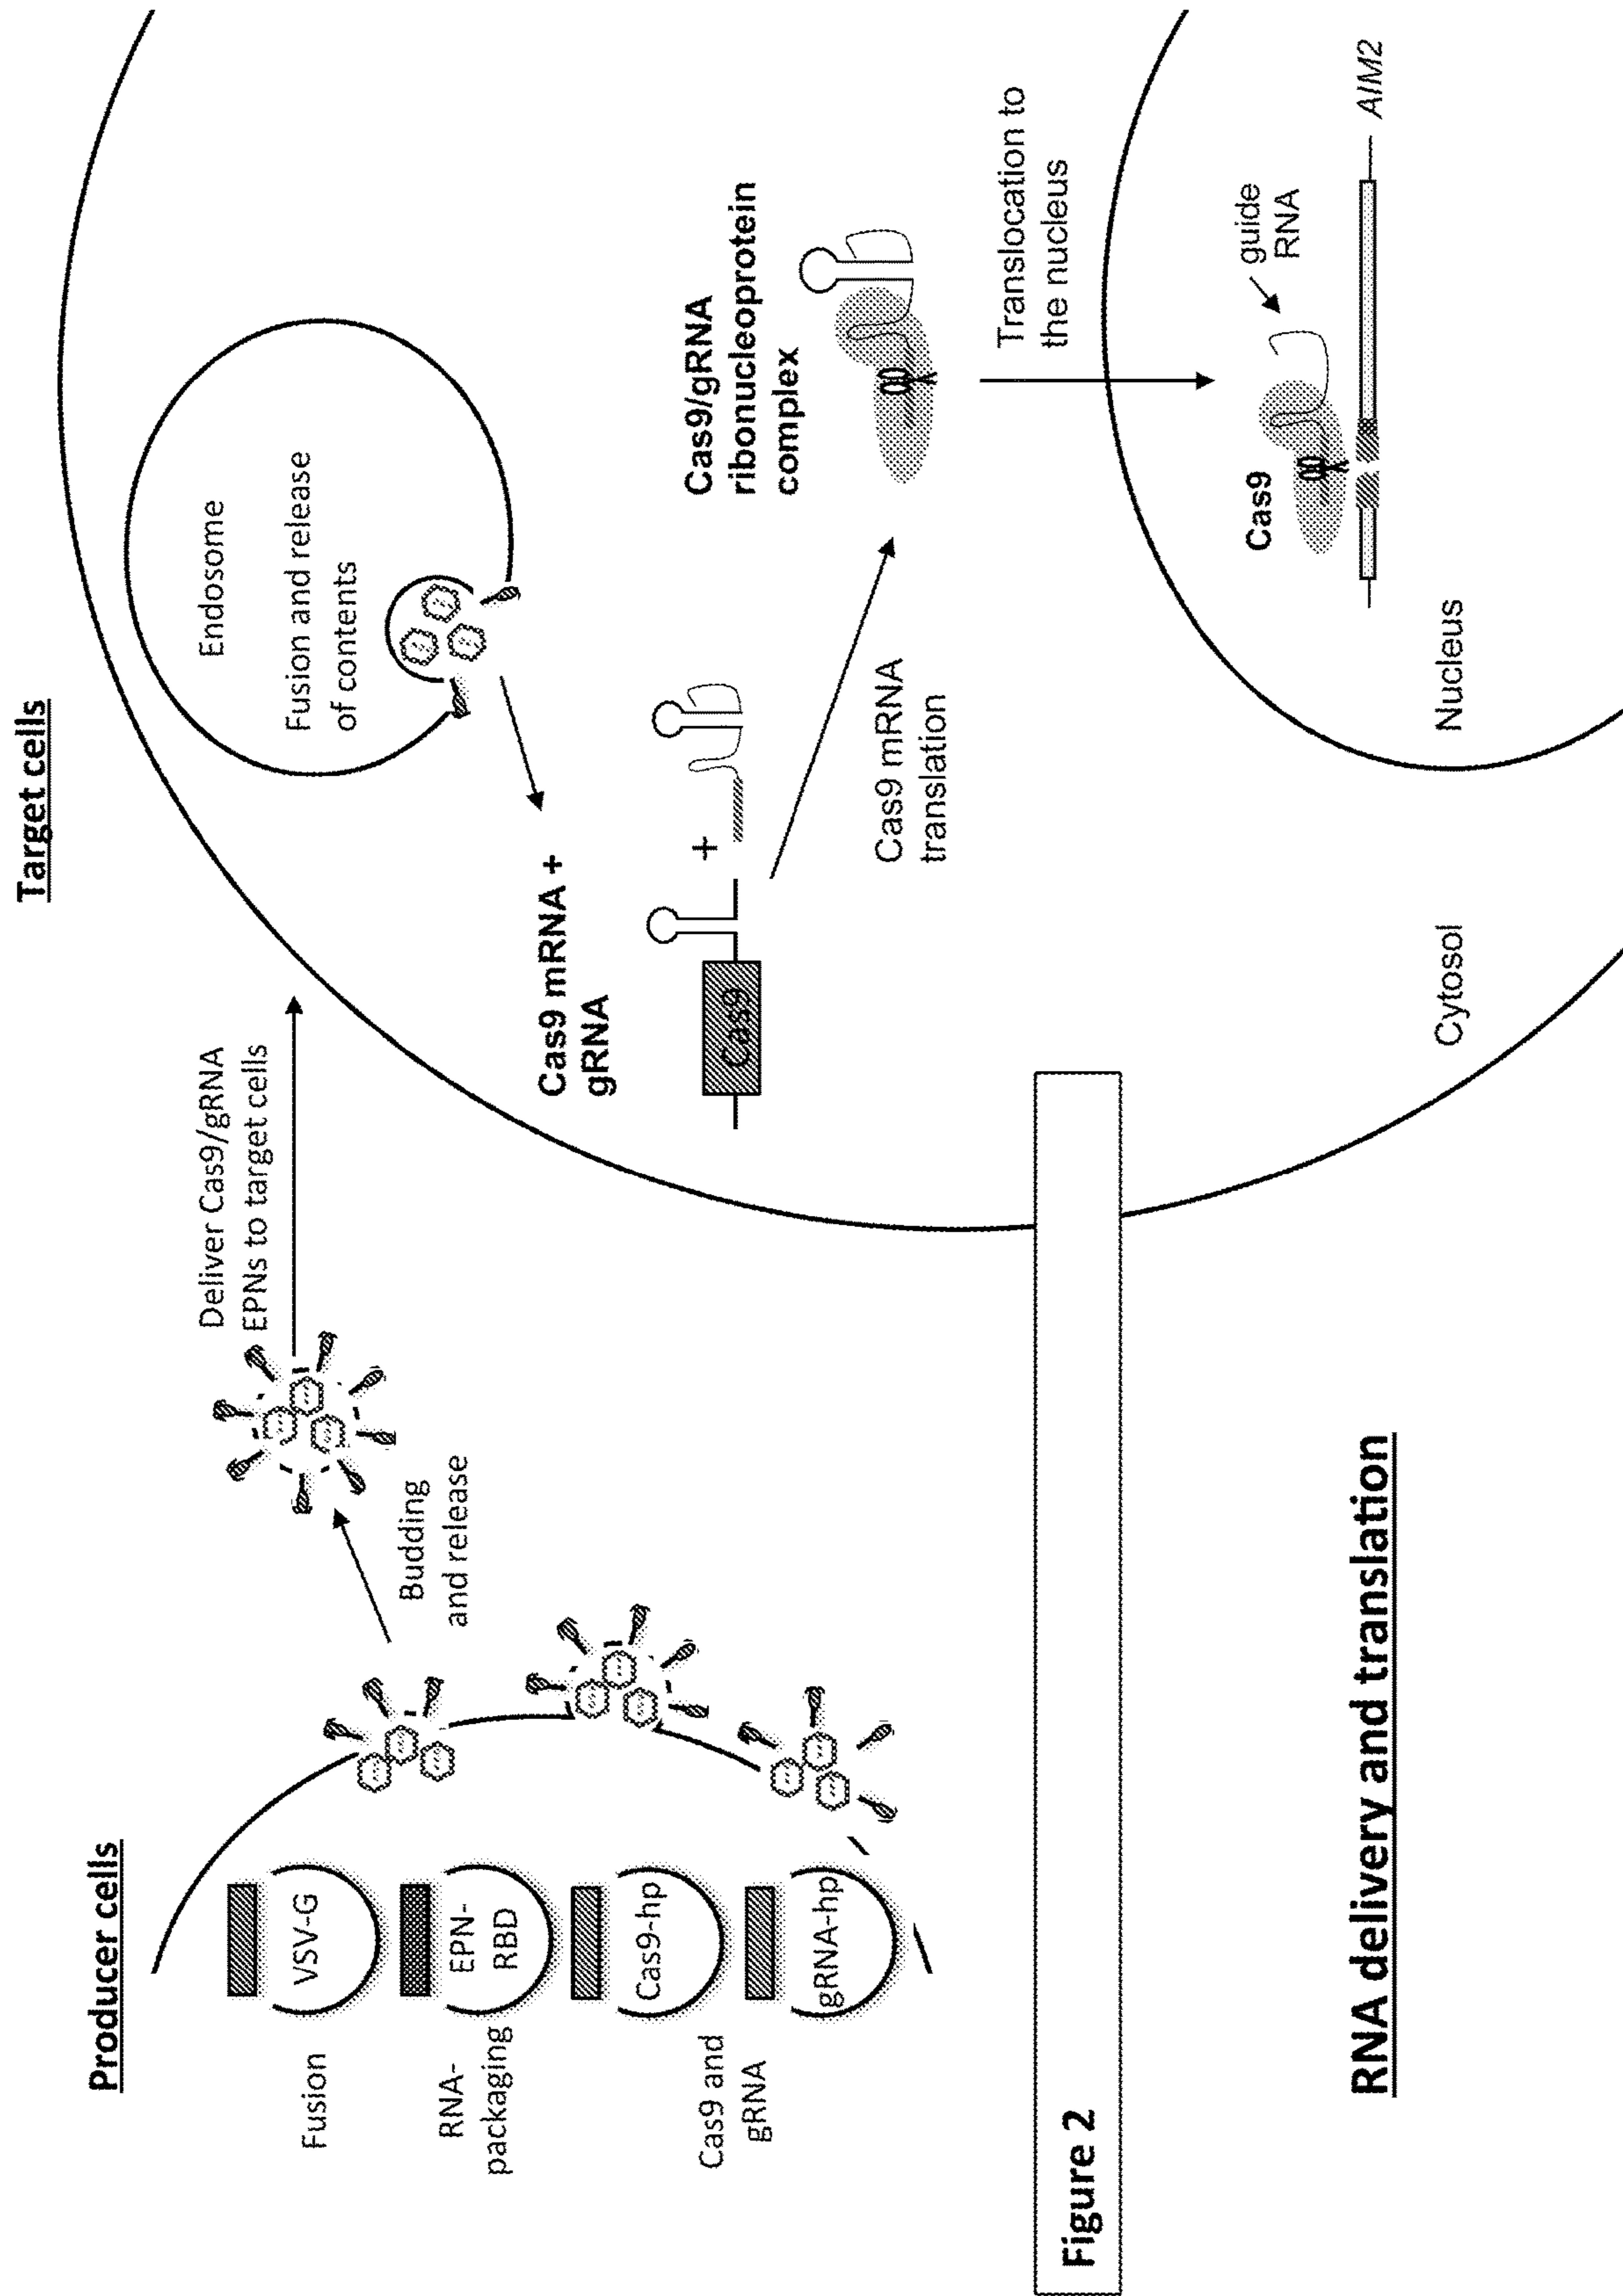 Producer cells
Target cells
Fusion
VSV-G
RNA-
packaging
EPN-
RBD
Cas9 and
gRNA
Cas9-hp
gRNA-hp
Budding
and release
Deliver Cas9/gRNA
EPNs to target cells
Endosome
Fusion and release
of contents
Cas9 mRNA +
gRNA
Cas9
+
Cas9 mRNA
translation
Cas9/gRNA
ribonucleoprotein
complex
Translocation to
the nucleus
guide
RNA
Cas9
AIM2
Nucleus
Cytosol
Figure 2
RNA delivery and translation